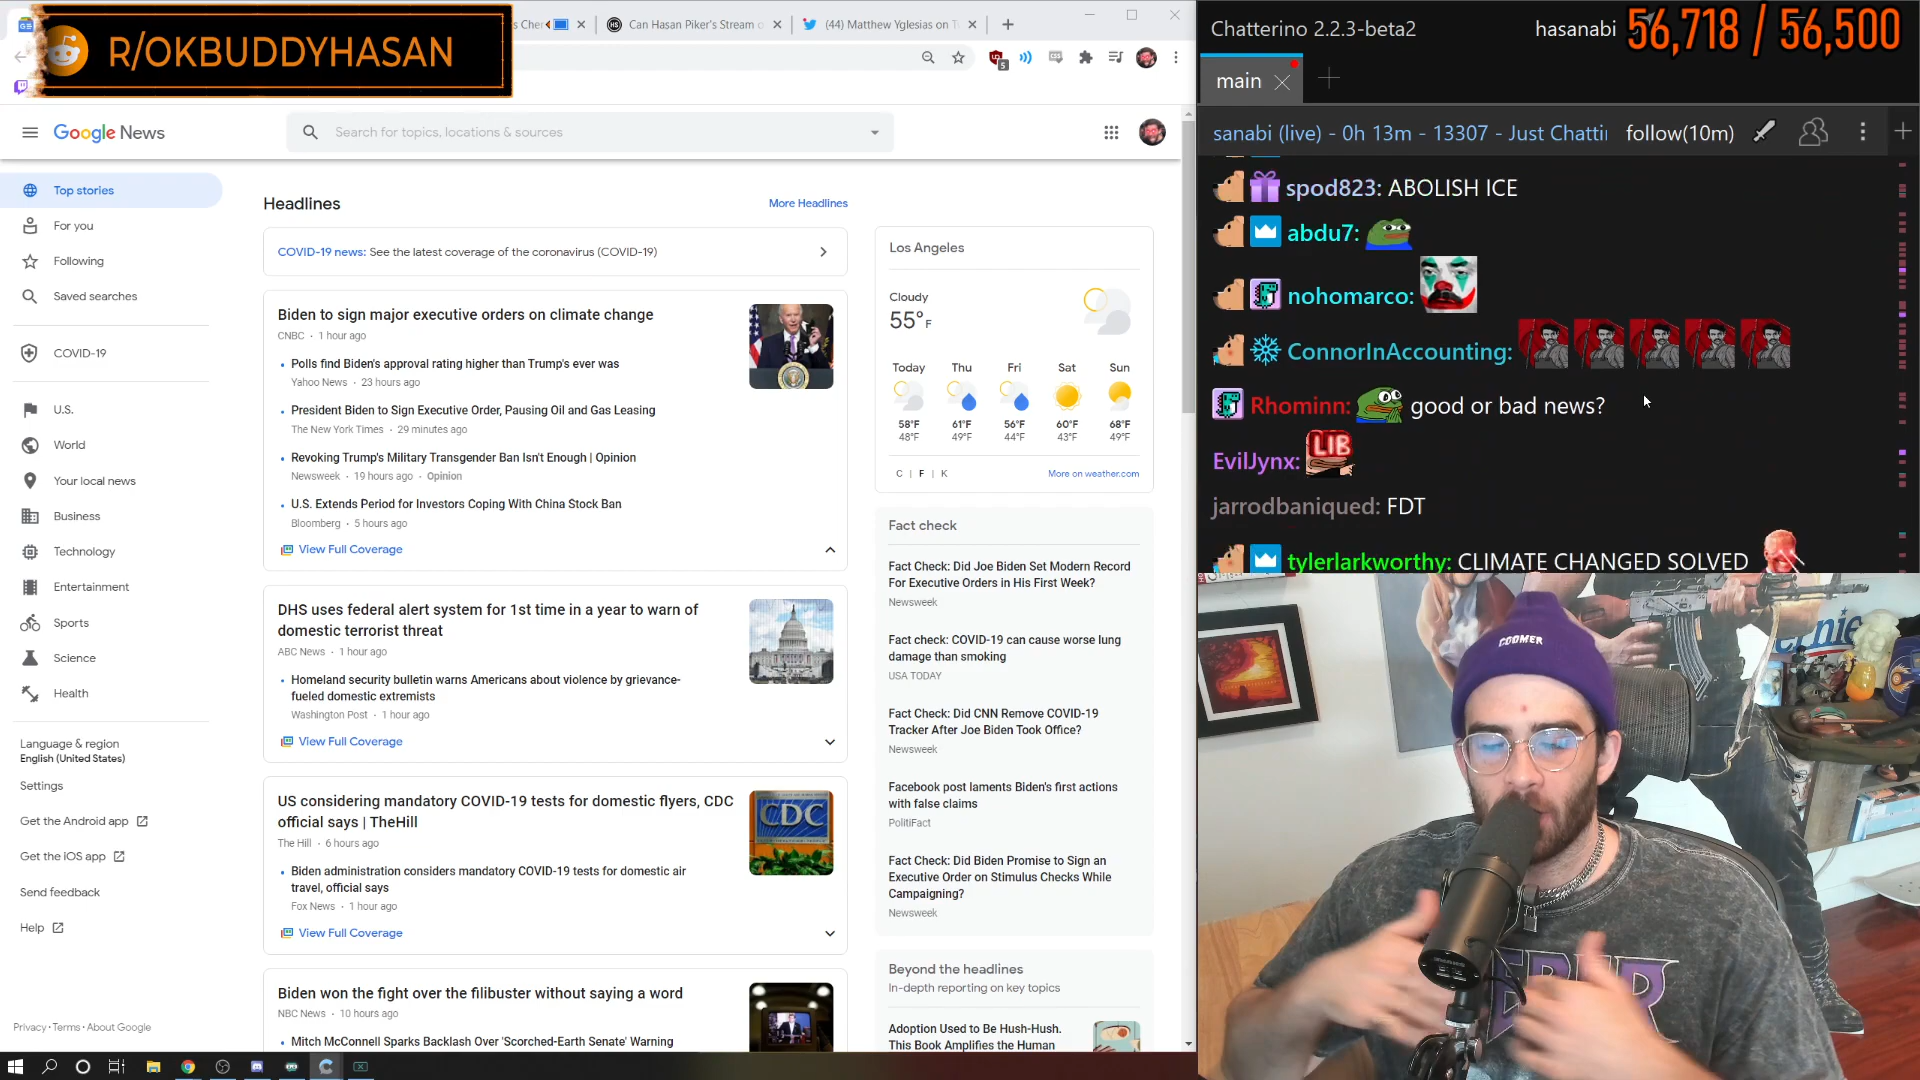 R/OKBUDDYHASAN
Can Hasan Piker's Stream
(44) Matthew Yglesias on T
5
Google News
Search for topics, locations & sources
Top stories
For you
Following
Saved searches
COVID-19
U.S.
World
Your local news
Business
Technology
Entertainment
Sports
Science
Health
Language & region
English (United States)
Settings
Get the Android app
Get the iOS app
Send feedback
Help
Privacy · Terms · About Google
Headlines
More Headlines
COVID-19 news: See the latest coverage of the coronavirus (COVID-19)
Biden to sign major executive orders on climate change
CNBC · 1 hour ago
Polls find Biden's approval rating higher than Trump's ever was
Yahoo News · 23 hours ago
President Biden to Sign Executive Order, Pausing Oil and Gas Leasing
The New York Times · 29 minutes ago
Revoking Trump's Military Transgender Ban Isn't Enough | Opinion
Newsweek · 19 hours ago · Opinion
U.S. Extends Period for Investors Coping With China Stock Ban
Bloomberg · 5 hours ago
View Full Coverage
DHS uses federal alert system for 1st time in a year to warn of
domestic terrorist threat
ABC News · 1 hour ago
Homeland security bulletin warns Americans about violence by grievance-
fueled domestic extremists
Washington Post · 1 hour ago
View Full Coverage
US considering mandatory COVID-19 tests for domestic flyers, CDC
official says | TheHill
The Hill · 6 hours ago
CDC
Biden administration considers mandatory COVID-19 tests for domestic air
travel, official says
Fox News · 1 hour ago
View Full Coverage
Biden won the fight over the filibuster without saying a word
NBC News · 10 hours ago
Mitch McConnell Sparks Backlash Over 'Scorched-Earth Senate' Warning
Los Angeles
Cloudy
55°F
Today Thu Fri Sat Sun
58°F 61°F 56°F 60°F 68°F
48°F 49°F 44°F 43°F 49°F
C | F | K
More on weather.com
Fact check
Fact Check: Did Joe Biden Set Modern Record
For Executive Orders in His First Week?
Newsweek
Fact check: COVID-19 can cause worse lung
damage than smoking
USA TODAY
Fact Check: Did CNN Remove COVID-19
Tracker After Joe Biden Took Office?
Newsweek
Facebook post laments Biden's first actions
with false claims
PolitiFact
Fact Check: Did Biden Promise to Sign an
Executive Order on Stimulus Checks While
Campaigning?
Newsweek
Beyond the headlines
In-depth reporting on key topics
Adoption Used to Be Hush-Hush.
This Book Amplifies the Human
Chatterino 2.2.3-beta2
hasanabi
56,718 / 56,500
main
sanabi (live) - 0h 13m - 13307 - Just Chatti
follow(10m)
spod823: ABOLISH ICE
abdu7:
nohomarco:
ConnorInAccounting:
Rhominn: good or bad news?
EvilJynx: LIB
jarrodbaniqued: FDT
tylerlarkworthy: CLIMATE CHANGED SOLVED
COOMER